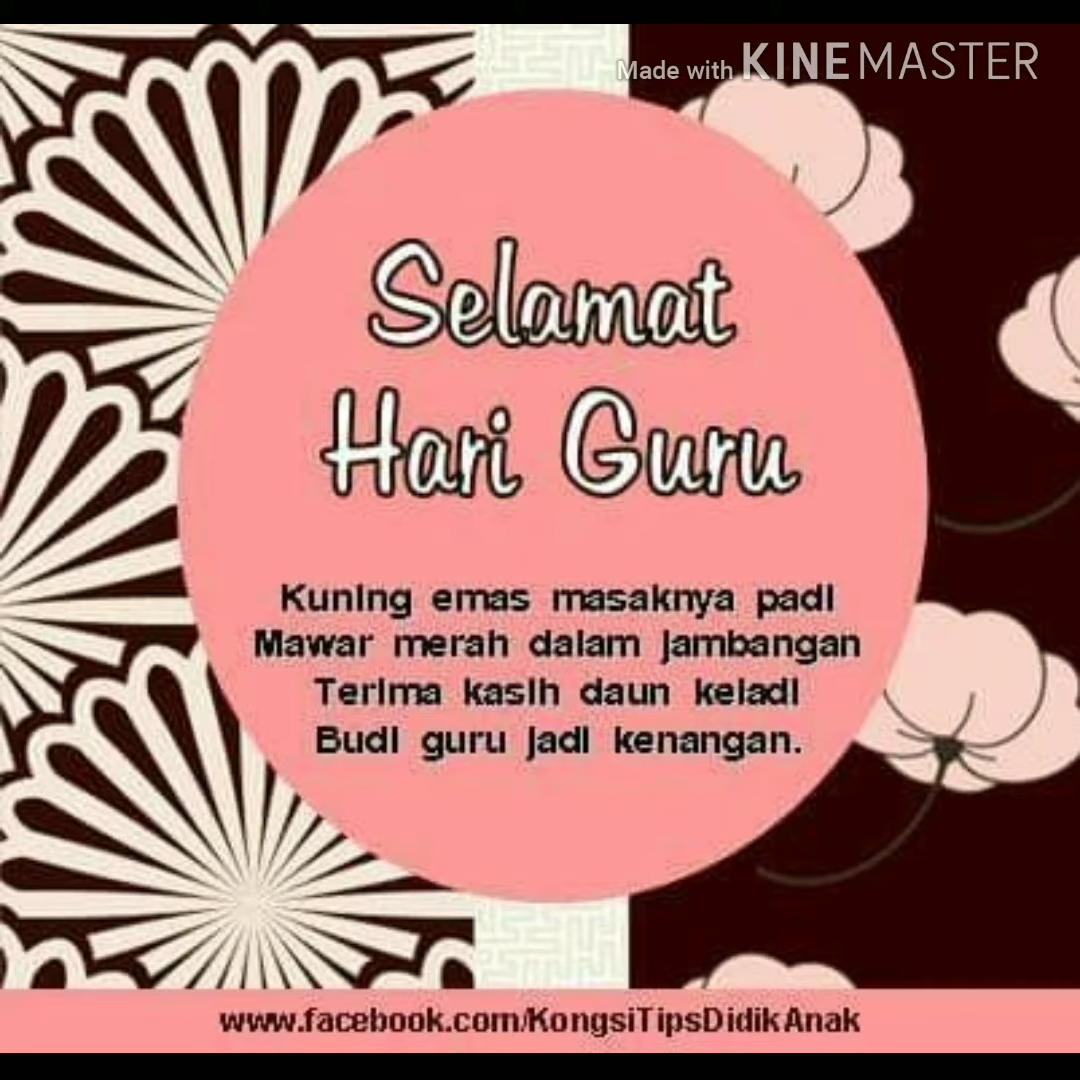 Made with KINEMASTER
Selamat
Hari Guru
Kuning emas masaknya padi
Mawar merah dalam jambangan
Terima kasih daun keladi
Budi guru jadi kenangan.
www.facebook.com/KongsiTipsDidikAnak